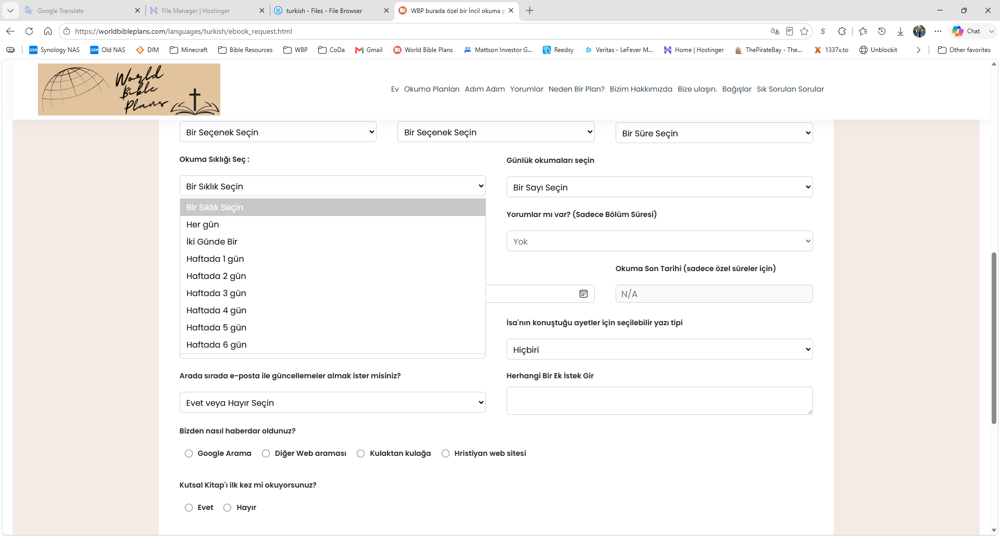 Google Translate
File Manager | Hostinger
turkish - Files - File Browser
WBP burada özel bir İncil okuma p
https://worldbibleplans.com/languages/turkish/ebook_request.html
Chat
Synology NAS
Old NAS
DIM
Minecraft
Bible Resources
WBP
CoDa
Gmail
World Bible Plans
Mattson Investor G...
Reedsy
Veritas - LeFever M...
Home | Hostinger
ThePirateBay - The...
1337x.to
Unblockit
Other favorites
World
Bible
Plans
Ev Okuma Planları Adım Adım Yorumlar Neden Bir Plan? Bizim Hakkımızda Bize ulaşın. Bağışlar Sık Sorulan Sorular
Bir Seçenek Seçin
Bir Seçenek Seçin
Bir Süre Seçin
Okuma Sıklığı Seç :
Günlük okumaları seçin
Bir Sıklık Seçin
Bir Sayı Seçin
Bir Sıklık Seçin
Her gün
İki Günde Bir
Haftada 1 gün
Haftada 2 gün
Haftada 3 gün
Haftada 4 gün
Haftada 5 gün
Haftada 6 gün
Yorumlar mı var? (Sadece Bölüm Süresi)
Yok
Okuma Son Tarihi (sadece özel süreler için)
N/A
İsa'nın konuştuğu ayetler için seçilebilir yazı tipi
Hiçbiri
Arada sırada e-posta ile güncellemeler almak ister misiniz?
Herhangi Bir Ek İstek Gir
Evet veya Hayır Seçin
Bizden nasıl haberdar oldunuz?
Google Arama
Diğer Web araması
Kulaktan kulağa
Hristiyan web sitesi
Kutsal Kitap'ı ilk kez mi okuyorsunuz?
Evet
Hayır